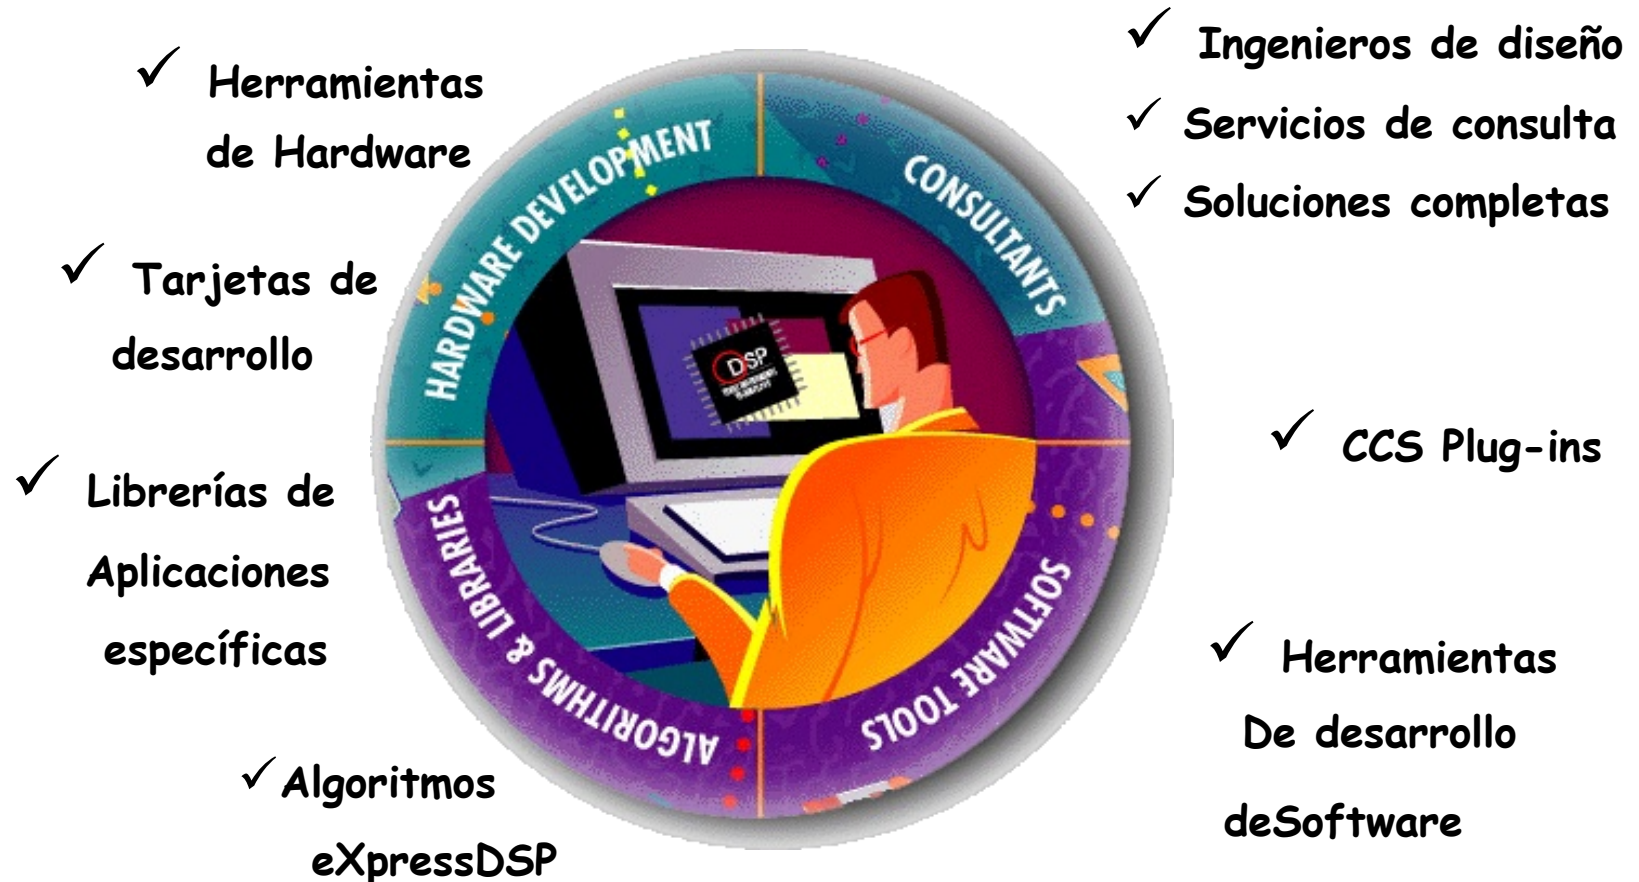 ✓ Herramientas
de Hardware
✓ Tarjetas de
desarrollo
✓ Librerías de
Aplicaciones
específicas
✓ Algoritmos
eXpressDSP
HARDWARE DEVELOPMENT
CONSULTANTS
DSP
ALGORITHMS & LIBRARIES
SOFTWARE TOOLS
✓ Ingenieros de diseño
✓ Servicios de consulta
✓ Soluciones completas
✓ CCS Plug-ins
✓ Herramientas
De desarrollo
deSoftware